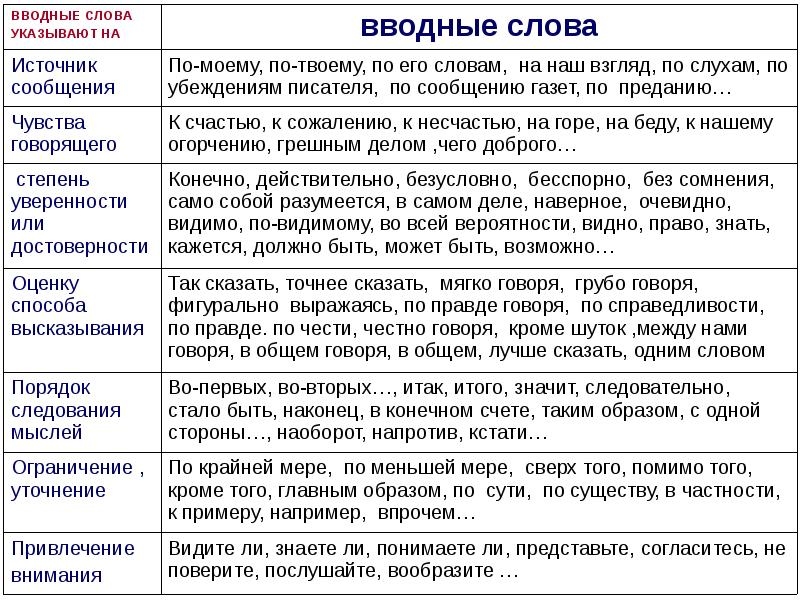 ВВОДНЫЕ СЛОВА
УКАЗЫВАЮТ НА
вводные слова
Источник
сообщения
По-моему, по-твоему, по его словам, на наш взгляд, по слухам, по
убеждениям писателя, по сообщению газет, по преданию…
Чувства
говорящего
К счастью, к сожалению, к несчастью, на горе, на беду, к нашему
огорчению, грешным делом ,чего доброго…
степень
уверенности
или
достоверности
Конечно, действительно, безусловно, бесспорно, без сомнения,
само собой разумеется, в самом деле, наверное, очевидно,
видимо, по-видимому, во всей вероятности, видно, право, знать,
кажется, должно быть, может быть, возможно…
Оценку
способа
высказывания
Так сказать, точнее сказать, мягко говоря, грубо говоря,
фигурально выражаясь, по правде говоря, по справедливости,
по правде. по чести, честно говоря, кроме шуток ,между нами
говоря, в общем говоря, в общем, лучше сказать, одним словом
Порядок
следования
мыслей
Во-первых, во-вторых…, итак, итого, значит, следовательно,
стало быть, наконец, в конечном счете, таким образом, с одной
стороны…, наоборот, напротив, кстати…
Ограничение ,
уточнение
По крайней мере, по меньшей мере, сверх того, помимо того,
кроме того, главным образом, по сути, по существу, в частности,
к примеру, например, впрочем…
Привлечение
внимания
Видите ли, знаете ли, понимаете ли, представьте, согласитесь, не
поверите, послушайте, вообразите …